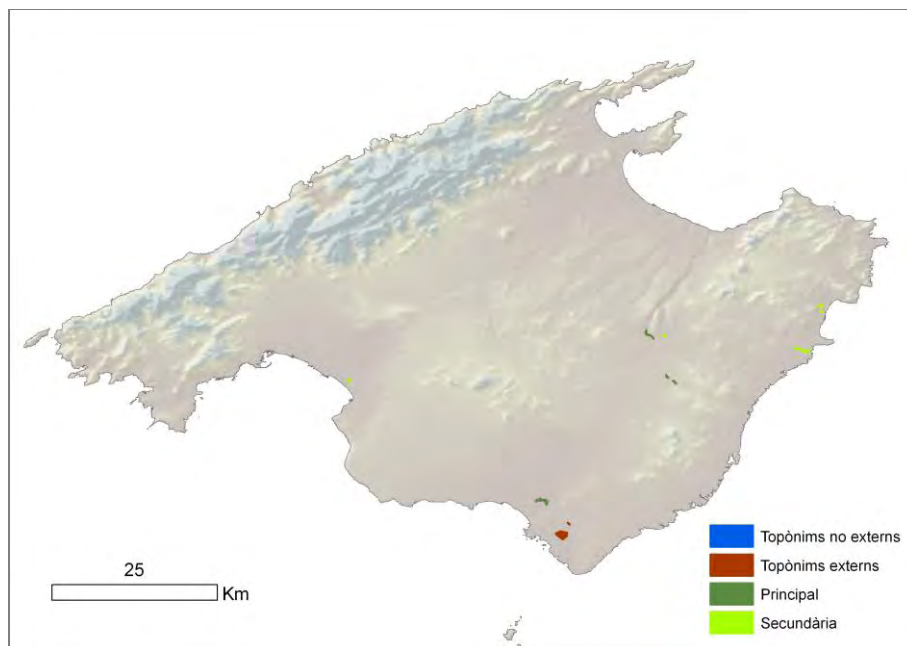 25
Km
Topònims no externs
Topònims externs
Principal
Secundària